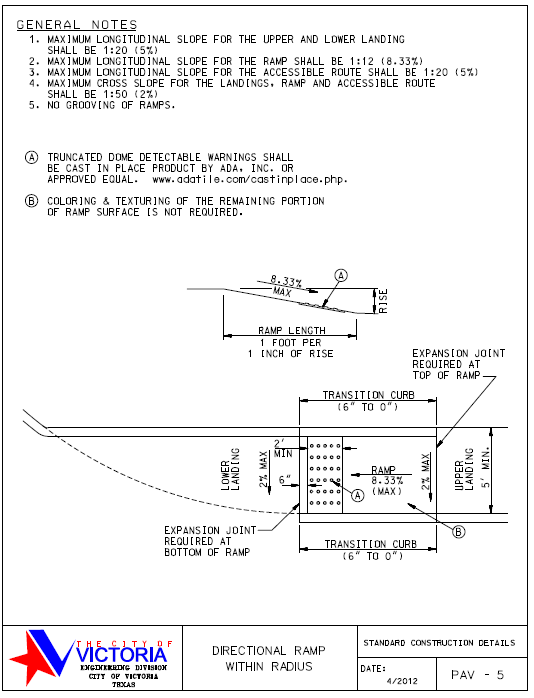 GENERAL NOTES
1. MAXIMUM LONGITUDINAL SLOPE FOR THE UPPER AND LOWER LANDING
SHALL BE 1:20 (5%)
2. MAXIMUM LONGITUDINAL SLOPE FOR THE RAMP SHALL BE 1:12 (8.33%)
3. MAXIMUM LONGITUDINAL SLOPE FOR THE ACCESSIBLE ROUTE SHALL BE 1:20 (5%)
4. MAXIMUM CROSS SLOPE FOR THE LANDINGS, RAMP AND ACCESSIBLE ROUTE
SHALL BE 1:50 (2%)
5. NO GROOVING OF RAMPS.
A TRUNCATED DOME DETECTABLE WARNINGS SHALL
BE CAST IN PLACE PRODUCT BY ADA, INC. OR
APPROVED EQUAL. www.adatile.com/castinplace.php.
B COLORING & TEXTURING OF THE REMAINING PORTION
OF RAMP SURFACE IS NOT REQUIRED.
8.33%
MAX
A
RISE
RAMP LENGTH
1 FOOT PER
1 INCH OF RISE
EXPANSION JOINT
REQUIRED AT
TOP OF RAMP
TRANSITION CURB
(6" TO 0")
2'
MIN
LOWER
LANDING
2% MAX
6"
RAMP
8.33%
(MAX)
A
2% MAX
UPPER
LANDING
5' MIN.
B
EXPANSION JOINT
REQUIRED AT
BOTTOM OF RAMP
TRANSITION CURB
(6" TO 0")
THE CITY OF
VICTORIA
ENGINEERING DIVISION
CITY OF VICTORIA
TEXAS
DIRECTIONAL RAMP
WITHIN RADIUS
STANDARD CONSTRUCTION DETAILS
DATE:
4/2012
PAV - 5